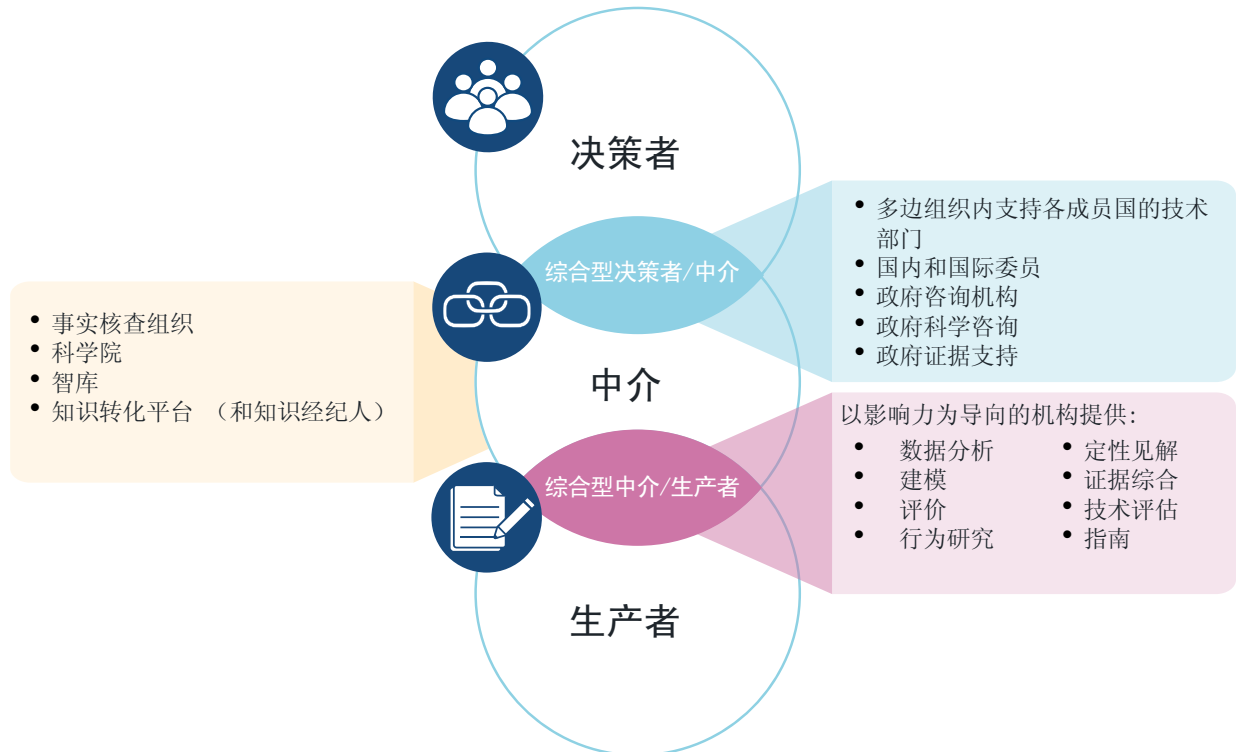 决策者
综合型决策者/中介
• 多边组织内支持各成员国的技术
部门
• 国内和国际委员
• 政府咨询机构
• 政府科学咨询
• 政府证据支持
• 事实核查组织
• 科学院
• 智库
• 知识转化平台 （和知识经纪人）
中介
综合型中介/生产者
以影响力为导向的机构提供:
• 数据分析
• 建模
• 评价
• 行为研究
• 定性见解
• 证据综合
• 技术评估
• 指南
生产者